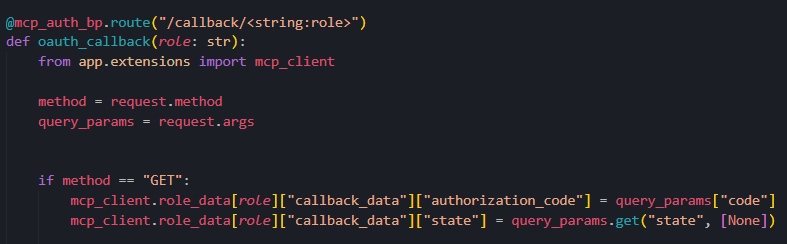 @mcp_auth_bp.route("/callback/<string:role>")
def oauth_callback(role: str):
    from app.extensions import mcp_client

    method = request.method
    query_params = request.args


    if method == "GET":
        mcp_client.role_data[role]["callback_data"]["authorization_code"] = query_params["code"]
        mcp_client.role_data[role]["callback_data"]["state"] = query_params.get("state", [None])